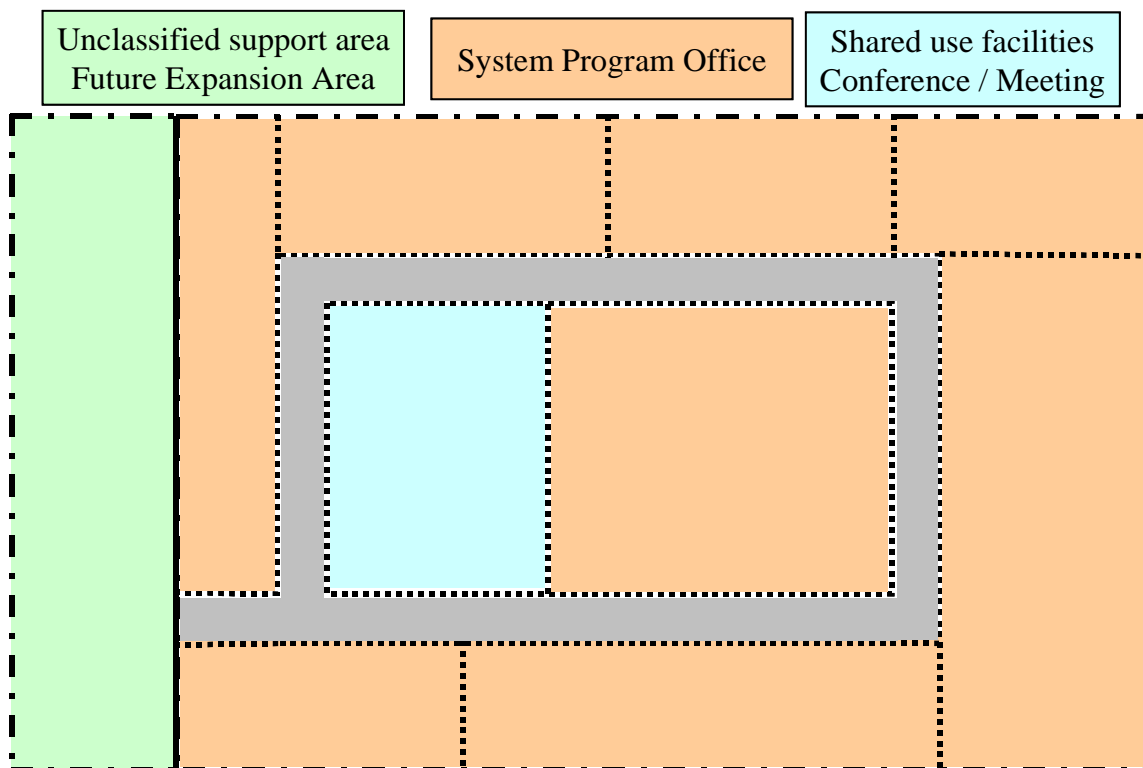 Unclassified support area
Future Expansion Area
System Program Office
Shared use facilities
Conference / Meeting